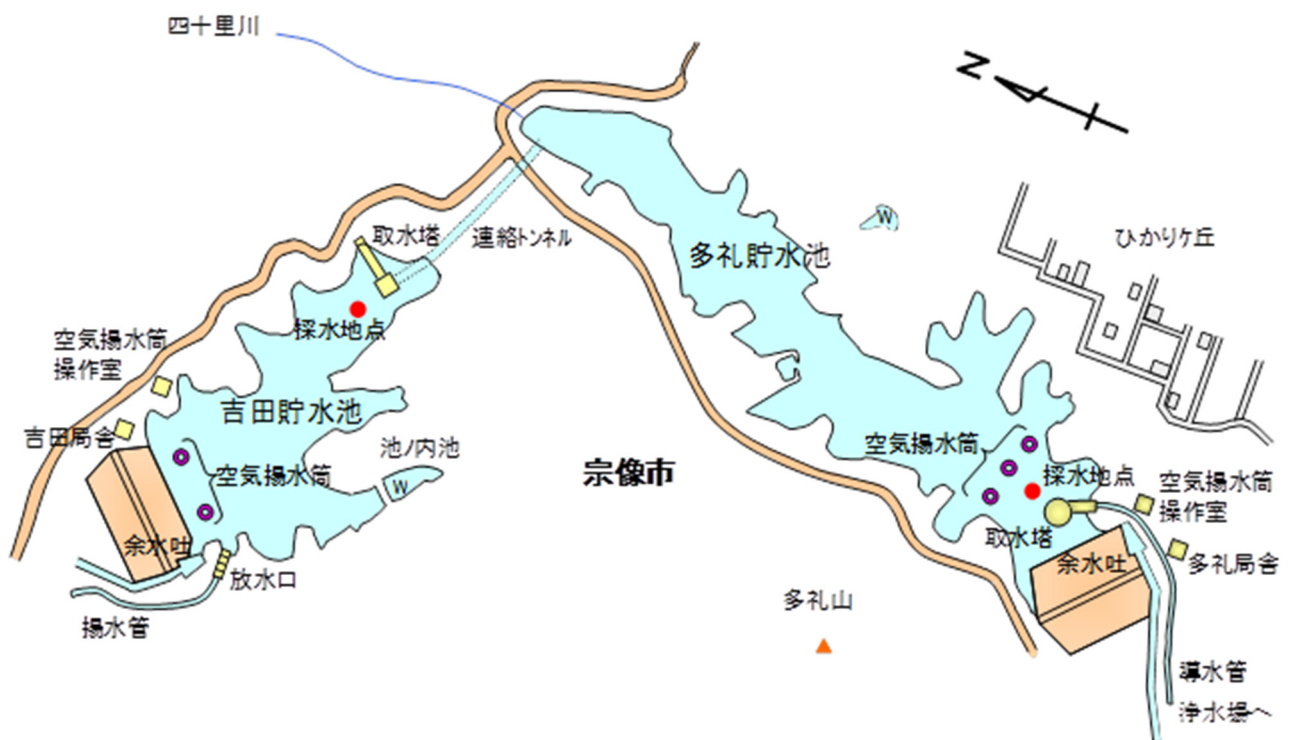 四十里川
N
取水塔
連絡トンネル
多礼貯水池
W
ひかりヶ丘
採水地点
空気揚水筒
操作室
吉田貯水池
吉田局舎
池ノ内池
W
空気揚水筒
宗像市
空気揚水筒
採水地点
空気揚水筒
操作室
取水塔
余水吐
余水吐
多礼局舎
放水口
揚水管
多礼山
導水管
浄水場へ